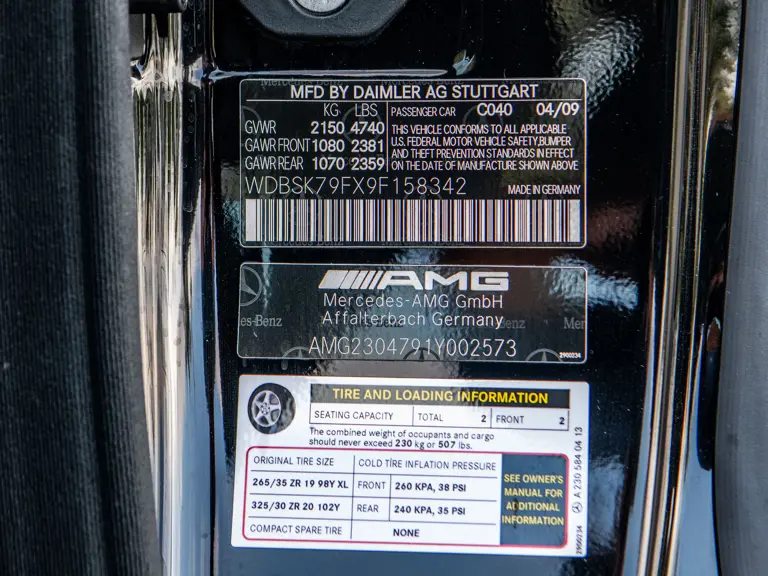 MFD BY DAIMLER AG STUTTGART
KG LBS PASSENGER CAR C040 04/09
GVWR 2150 4740 THIS VEHICLE CONFORMS TO ALL APPLICABLE
GAWR FRONT 1080 2381 U.S. FEDERAL MOTOR VEHICLE SAFETY, BUMPER
GAWR REAR 1070 2359 AND THEFT PREVENTION STANDARDS IN EFFECT
ON THE DATE OF MANUFACTURE SHOWN ABOVE
WDBSK79FX9F158342 MADE IN GERMANY
Mercedes-Benz
AMG
Mercedes-AMG GmbH
Affalterbach Germany
es-Benz
AMG2304791Y002573
2900234
TIRE AND LOADING INFORMATION
SEATING CAPACITY TOTAL 2 FRONT 2
The combined weight of occupants and cargo
should never exceed 230 kg or 507 lbs.
ORIGINAL TIRE SIZE COLD TIRE INFLATION PRESSURE
265/35 ZR 19 98Y XL FRONT 260 KPA, 38 PSI
325/30 ZR 20 102Y REAR 240 KPA, 35 PSI
COMPACT SPARE TIRE NONE
SEE OWNER'S
MANUAL FOR
ADDITIONAL
INFORMATION
A 230 584 04 13
2900234